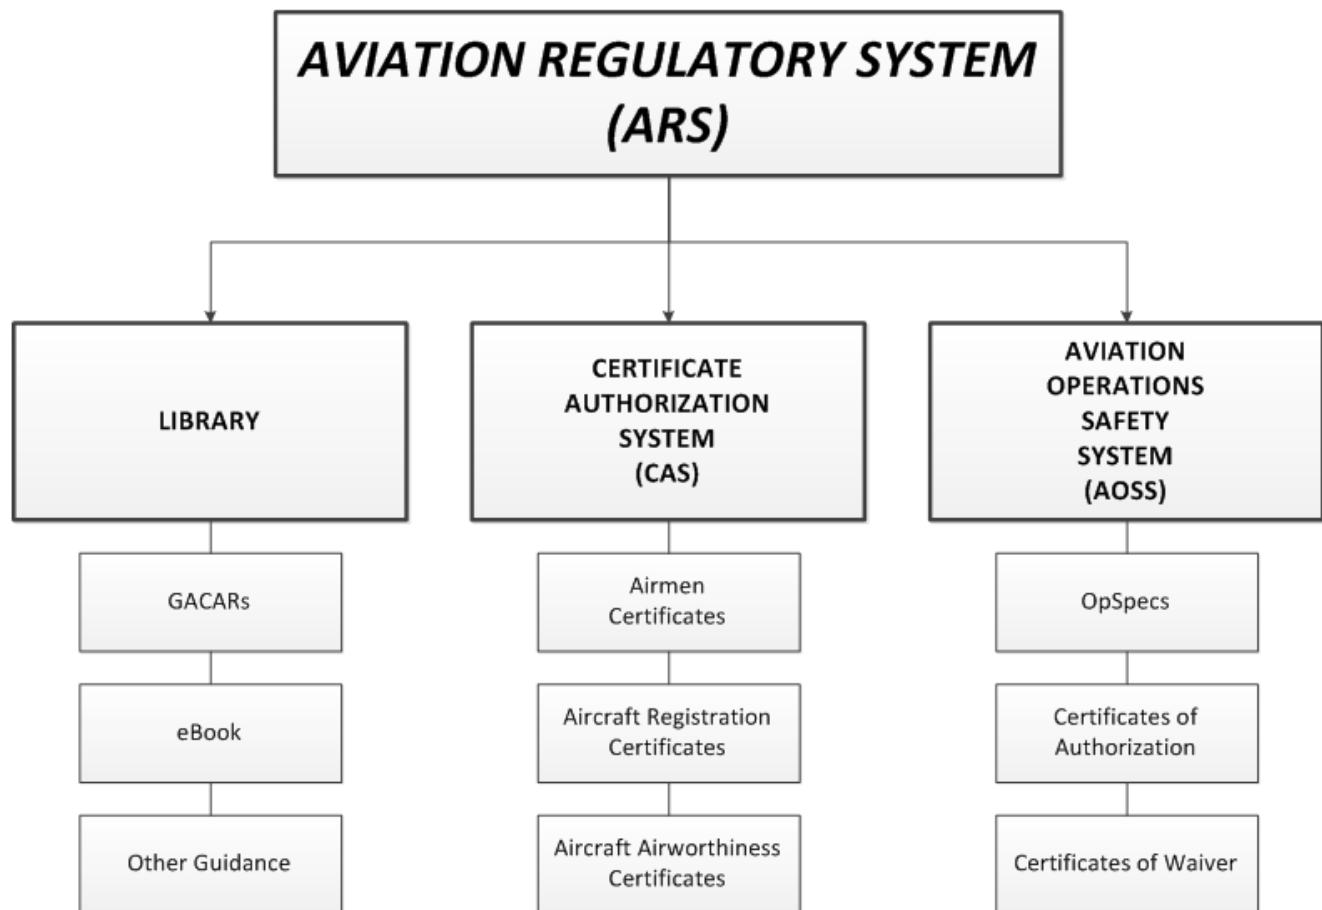 AVIATION REGULATORY SYSTEM
(ARS)
LIBRARY
CERTIFICATE
AUTHORIZATION
SYSTEM
(CAS)
AVIATION
OPERATIONS
SAFETY
SYSTEM
(AOSS)
GACARs
eBook
Other Guidance
Airmen
Certificates
Aircraft Registration
Certificates
Aircraft Airworthiness
Certificates
OpSpecs
Certificates of
Authorization
Certificates of Waiver